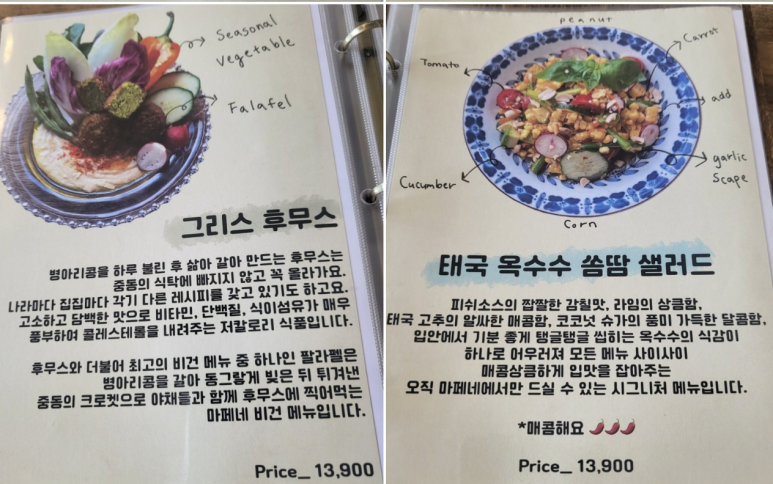 Seasonal
Vegetable
Falafel
그리스 후무스
병아리콩을 하루 불린 후 삶아 갈아 만드는 후무스는
중동의 식탁에 빠지지 않고 꼭 올라가요.
나라마다 집집마다 각기 다른 레시피를 갖고 있기도 하고요.
고소하고 담백한 맛으로 비타민, 단백질, 식이섬유가 매우
풍부하여 콜레스테롤을 내려주는 저칼로리 식품입니다.
후무스와 더불어 최고의 비건 메뉴 중 하나인 팔라펠은
병아리콩을 갈아 동그랗게 빚은 뒤 튀겨낸
중동의 크로켓으로 야채들과 함께 후무스에 찍어먹는
마페네 비건 메뉴입니다.
Price_ 13,900
peanut
Carrot
Tomato
add
garlic
Scape
Cucumber
Corn
태국 옥수수 쏨땀 샐러드
피쉬소스의 짭짤한 감칠맛, 라임의 상큼함,
태국 고추의 알싸한 매콤함, 코코넛 슈가의 풍미 가득한 달콤함,
입안에서 기분 좋게 탱글탱글 씹히는 옥수수의 식감이
하나로 어우러져 모든 메뉴 사이사이
매콤상큼하게 입맛을 잡아주는
오직 마페네에서만 드실 수 있는 시그니처 메뉴입니다.
*매콤해요 🌶🌶🌶
Price_ 13,900